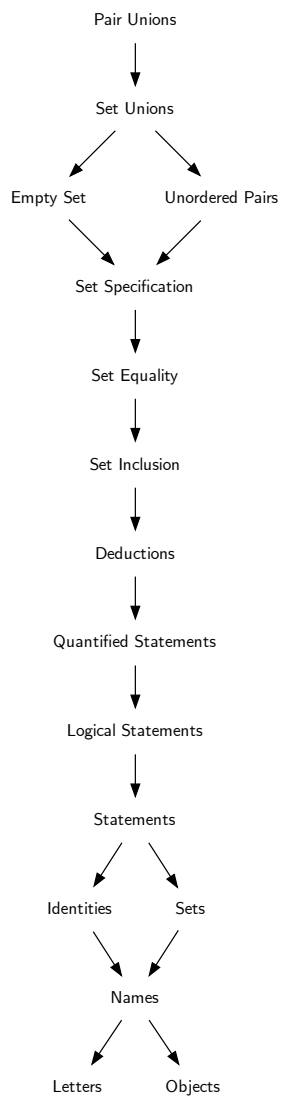 Pair Unions
Set Unions
Empty Set
Unordered Pairs
Set Specification
Set Equality
Set Inclusion
Deductions
Quantified Statements
Logical Statements
Statements
Identities
Sets
Names
Letters
Objects